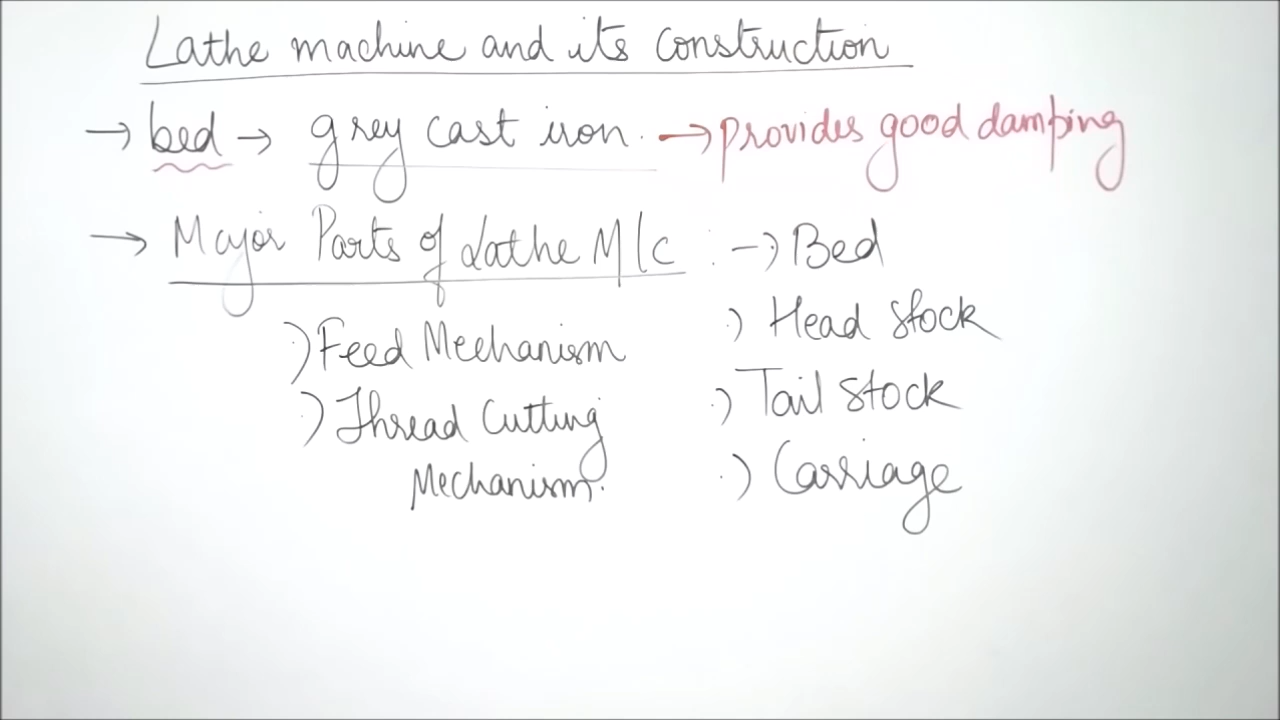 Lathe machine and its construction
→ bed → grey cast iron. → provides good damping
→ Major Parts of Lathe M/c : → Bed
·) Head Stock
·) Tail Stock
·) Carriage
·) Feed Mechanism
·) Thread Cutting
Mechanism.